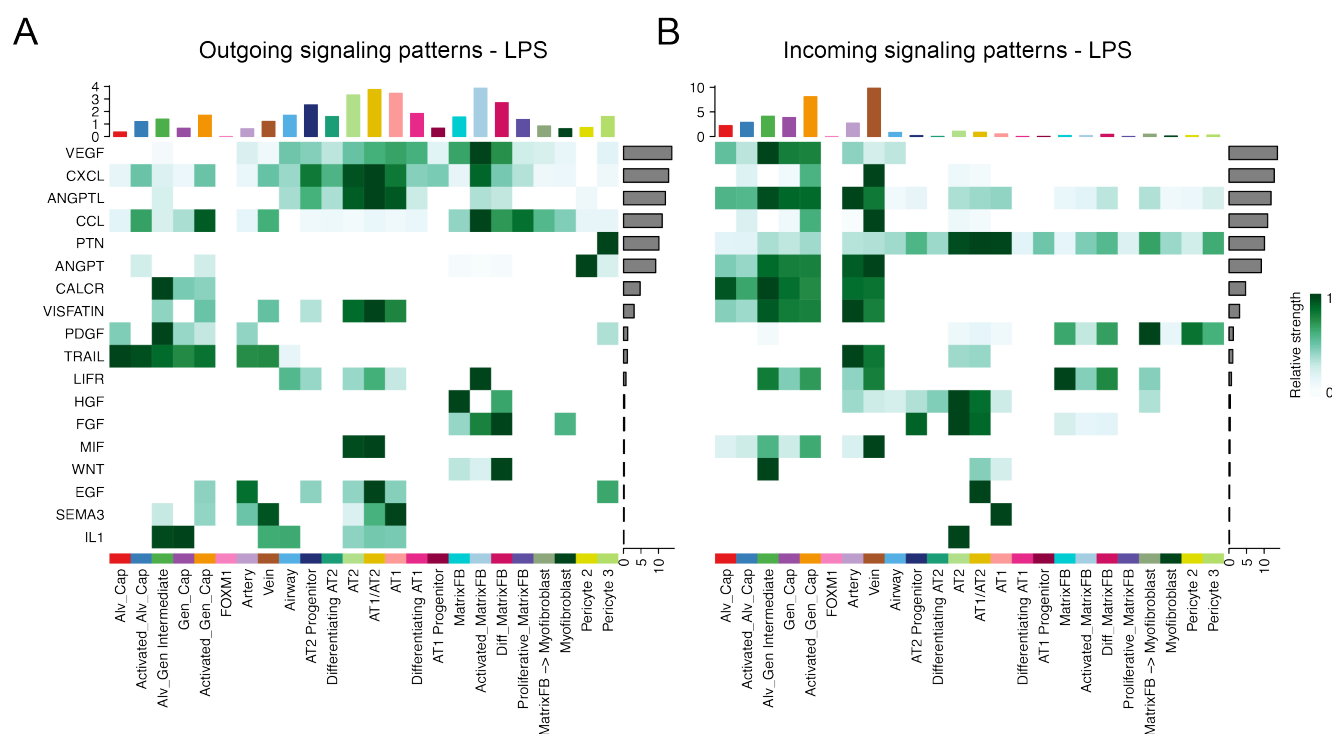 A
Outgoing signaling patterns - LPS
4
3
2
1
0
VEGF
CXCL
ANGPTL
CCL
PTN
ANGPT
CALCR
VISFATIN
PDGF
TRAIL
LIFR
HGF
FGF
MIF
WNT
EGF
SEMA3
IL1
0
5
10
Alv_Cap
Activated_Alv_Cap
Alv_Gen Intermediate
Gen_Cap
Activated_Gen_Cap
FOXM1
Artery
Vein
Airway
AT2 Progenitor
Differentiating AT2
AT2
AT1/AT2
AT1
Differentiating AT1
AT1 Progenitor
MatrixFB
Activated_MatrixFB
Diff_MatrixFB
Proliferative_MatrixFB
MatrixFB −> Myofibroblast
Myofibroblast
Pericyte 2
Pericyte 3
B
Incoming signaling patterns - LPS
10
5
0
0
5
10
Alv_Cap
Activated_Alv_Cap
Alv_Gen Intermediate
Gen_Cap
Activated_Gen_Cap
FOXM1
Artery
Vein
Airway
AT2 Progenitor
Differentiating AT2
AT2
AT1/AT2
AT1
Differentiating AT1
AT1 Progenitor
MatrixFB
Activated_MatrixFB
Diff_MatrixFB
Proliferative_MatrixFB
MatrixFB −> Myofibroblast
Myofibroblast
Pericyte 2
Pericyte 3
Relative strength
1
0